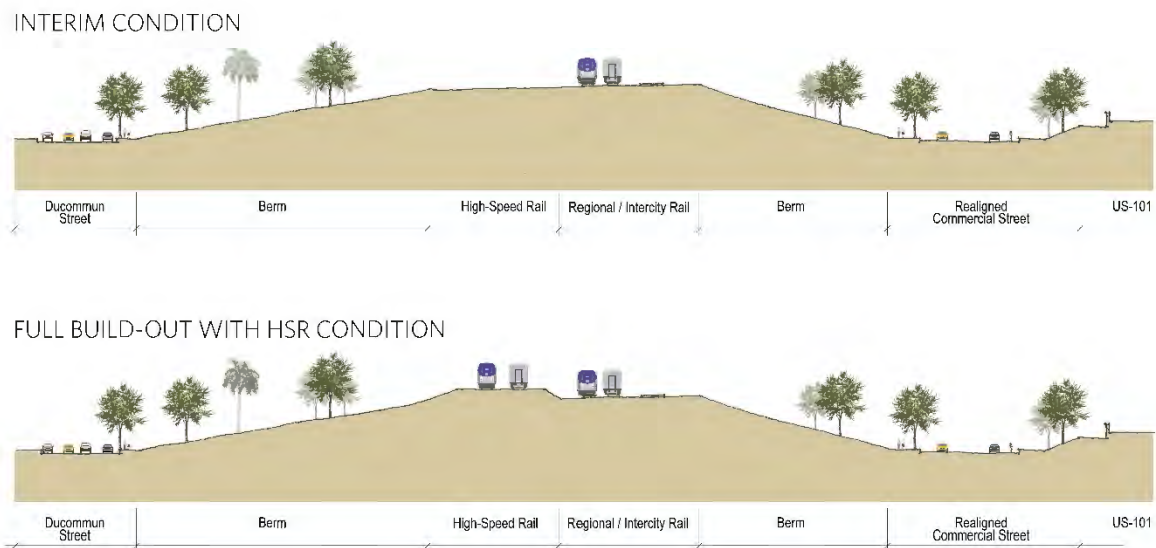 INTERIM CONDITION
Ducommun
Street
Berm
High-Speed Rail
Regional / Intercity Rail
Berm
Realigned
Commercial Street
US-101
FULL BUILD-OUT WITH HSR CONDITION
Ducommun
Street
Berm
High-Speed Rail
Regional / Intercity Rail
Berm
Realigned
Commercial Street
US-101